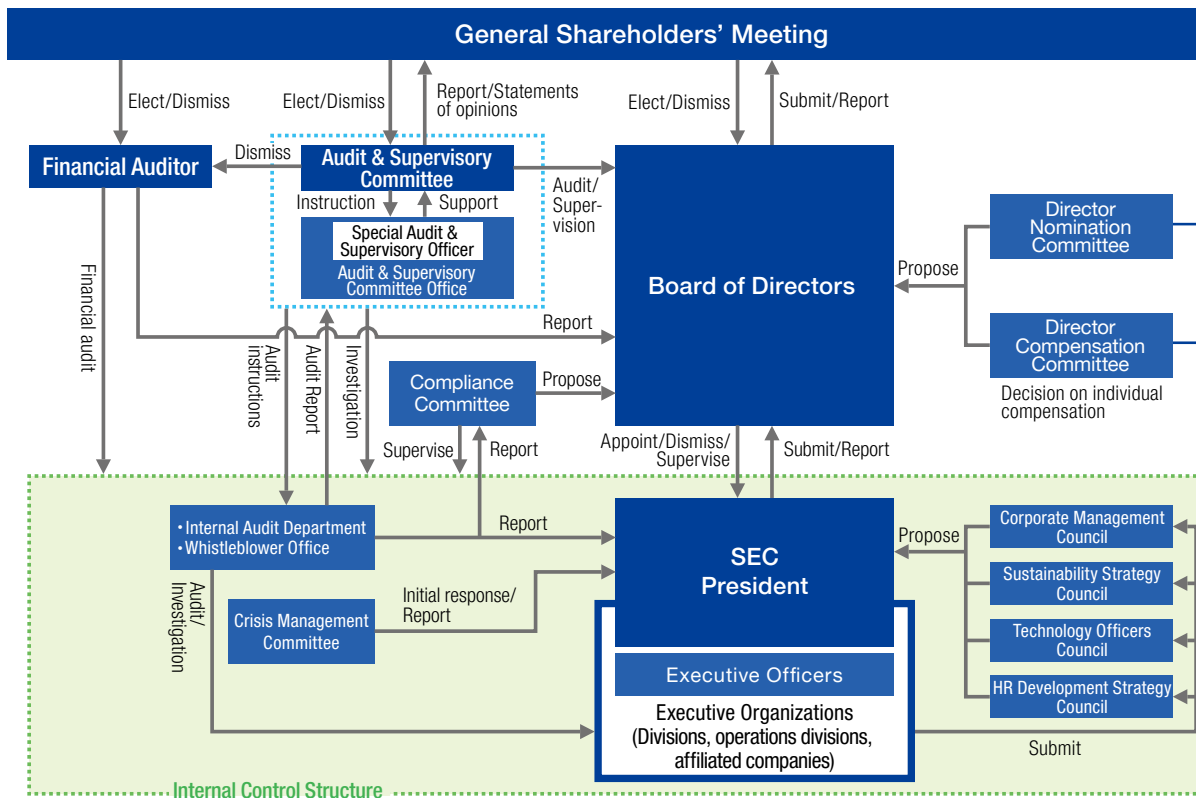 General Shareholders' Meeting
Elect/Dismiss
Elect/Dismiss
Report/Statements
of opinions
Elect/Dismiss
Submit/Report
Financial Auditor
Dismiss
Audit & Supervisory
Committee
Audit/
Super-
vision
Instruction
Support
Special Audit &
Supervisory Officer
Audit & Supervisory
Committee Office
Board of Directors
Propose
Director
Nomination
Committee
Director
Compensation
Committee
Decision on individual
compensation
Financial audit
Report
Audit
instructions
Audit Report
Investigation
Compliance
Committee
Propose
Supervise
Report
Appoint/Dismiss/
Supervise
Submit/Report
• Internal Audit Department
• Whistleblower Office
Report
SEC
President
Propose
Corporate Management
Council
Sustainability Strategy
Council
Technology Officers
Council
HR Development Strategy
Council
Audit/
Investigation
Crisis Management
Committee
Initial response/
Report
Executive Officers
Executive Organizations
(Divisions, operations divisions,
affiliated companies)
Submit
Internal Control Structure